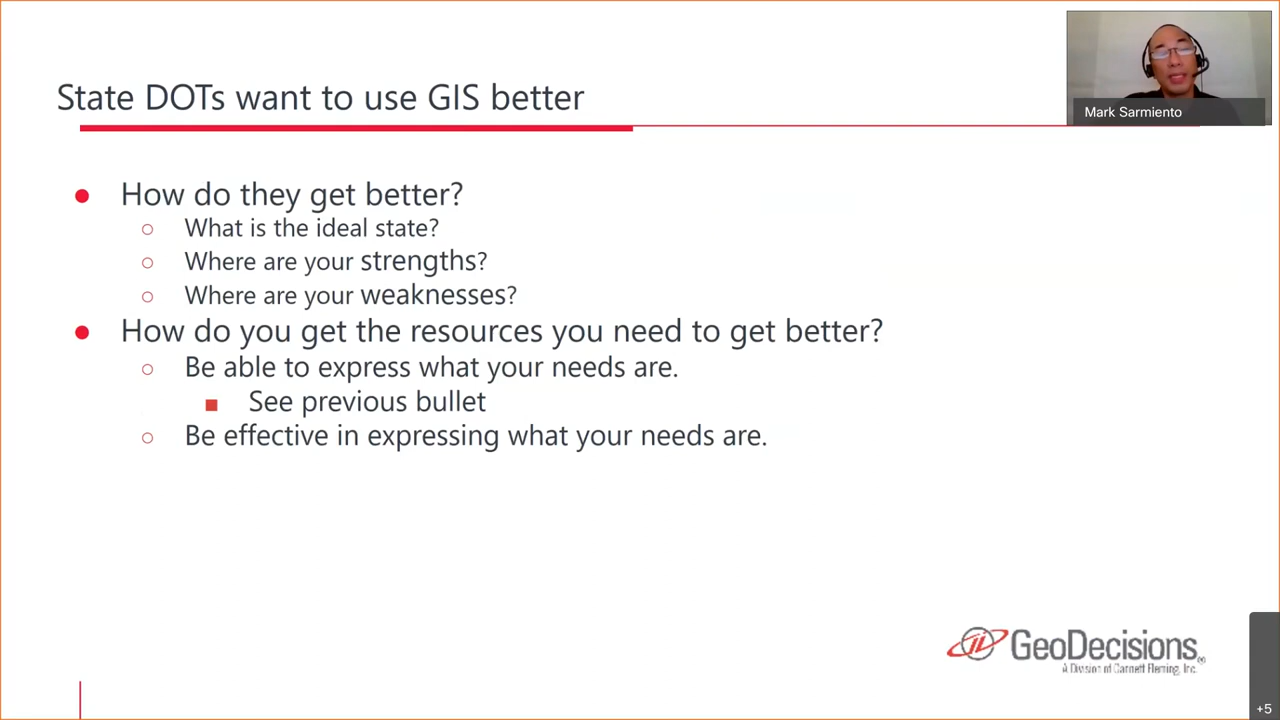 State DOTs want to use GIS better
Mark Sarmiento
How do they get better?
What is the ideal state?
Where are your strengths?
Where are your weaknesses?
How do you get the resources you need to get better?
Be able to express what your needs are.
See previous bullet
Be effective in expressing what your needs are.
GeoDecisions
A Division of Gannett Fleming, Inc.
+5